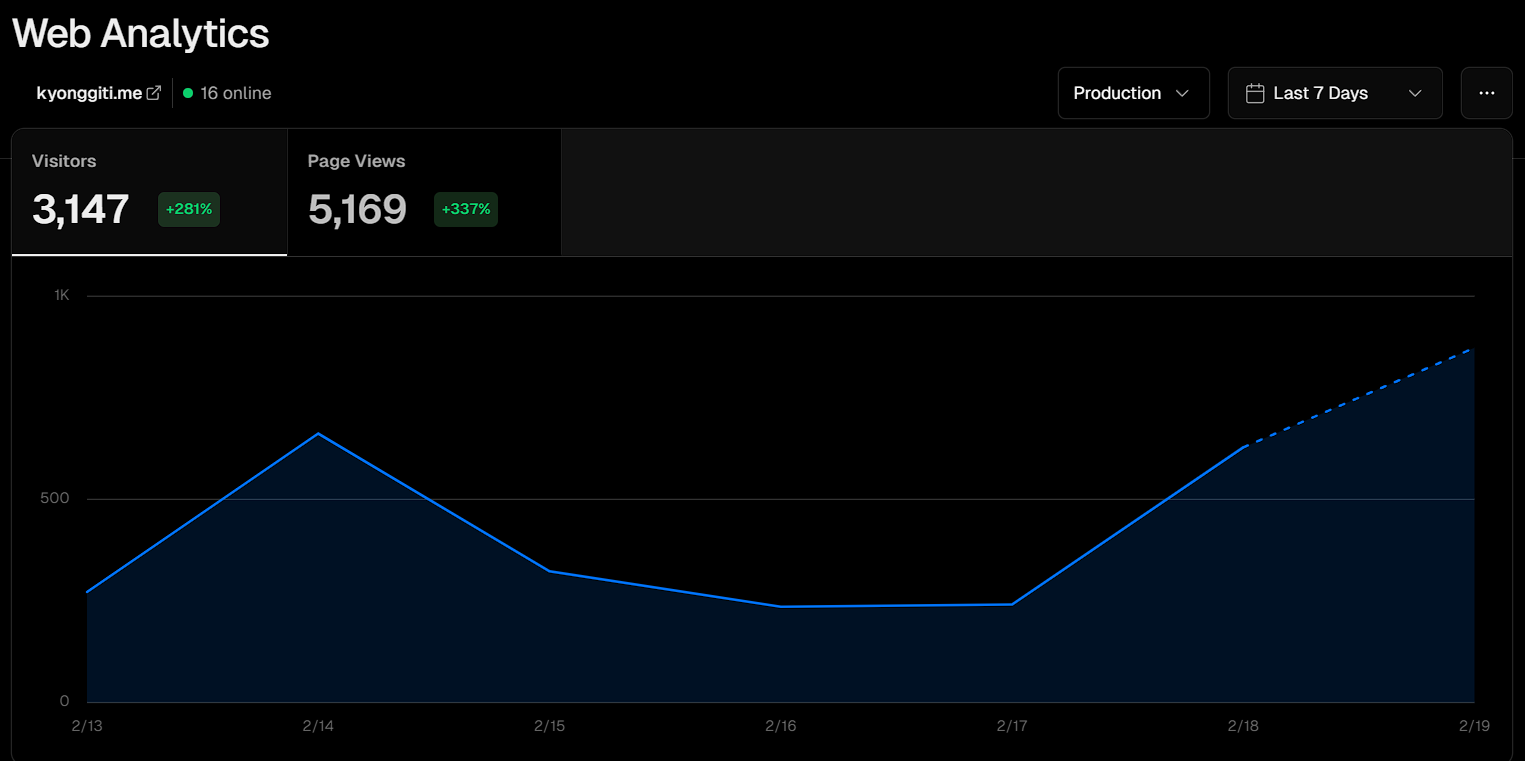 Web Analytics
kyonggiti.me
16 online
Production
Last 7 Days
Visitors
3,147
+281%
Page Views
5,169
+337%
1K
500
0
2/13
2/14
2/15
2/16
2/17
2/18
2/19